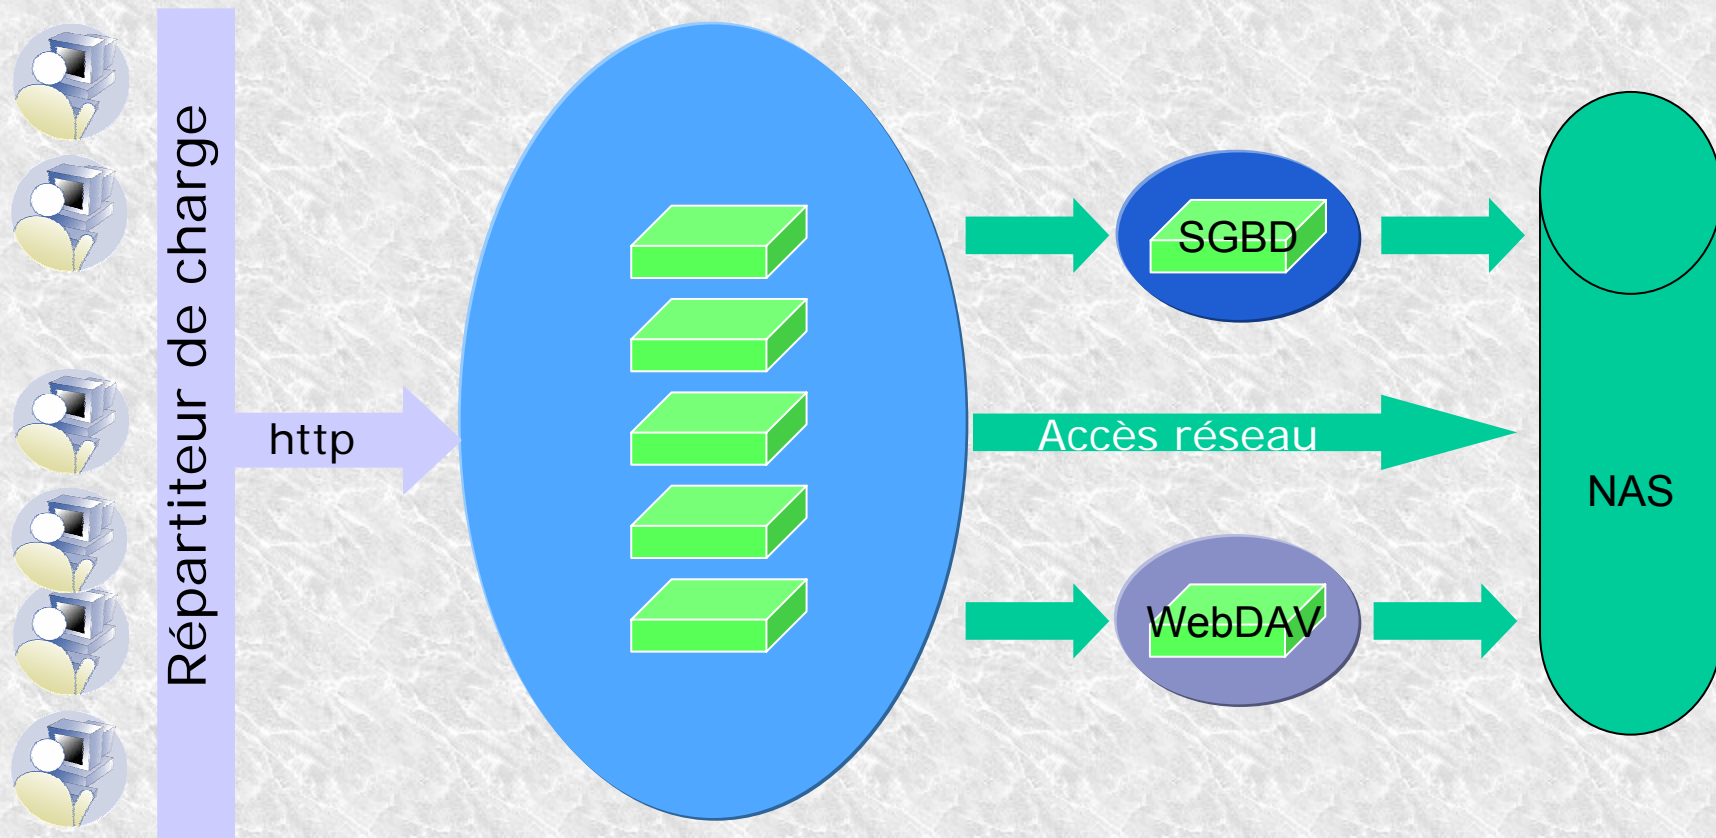 Répartiteur de charge
http
SGBD
Accès réseau
WebDAV
NAS